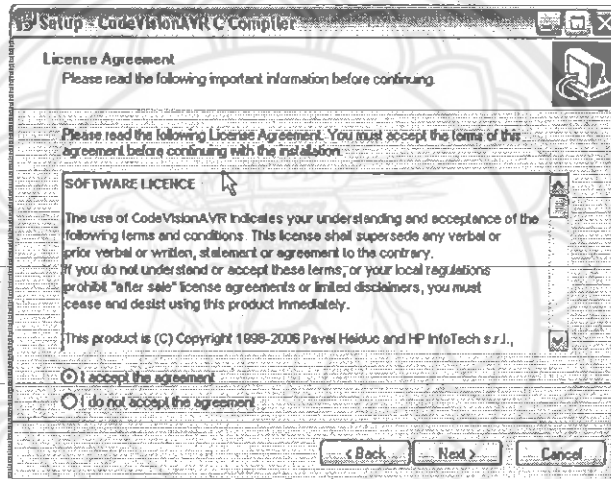 Setup - CodeVisionAVR C Compiler
License Agreement
Please read the following important information before continuing.
Please read the following License Agreement. You must accept the terms of this
agreement before continuing with the installation.
SOFTWARE LICENCE
The use of CodeVisionAVR indicates your understanding and acceptance of the
following terms and conditions. This license shall supersede any verbal or
prior verbal or written, statement or agreement to the contrary.
If you do not understand or accept these terms, or your local regulations
prohibit "after sale" license agreements or limited disclaimers, you must
cease and desist using this product immediately.
This product is (C) Copyright 1998-2006 Pavel Haiduc and HP InfoTech s.r.l.,
I accept the agreement
I do not accept the agreement
< Back
Next >
Cancel